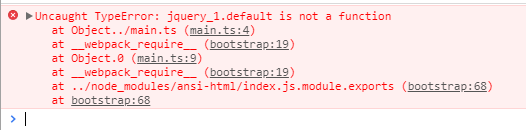 Uncaught TypeError: jquery_1.default is not a function
at Object../main.ts (main.ts:4)
at __webpack_require__ (bootstrap:19)
at Object.0 (main.ts:9)
at __webpack_require__ (bootstrap:19)
at ../node_modules/ansi-html/index.js.module.exports (bootstrap:68)
at bootstrap:68